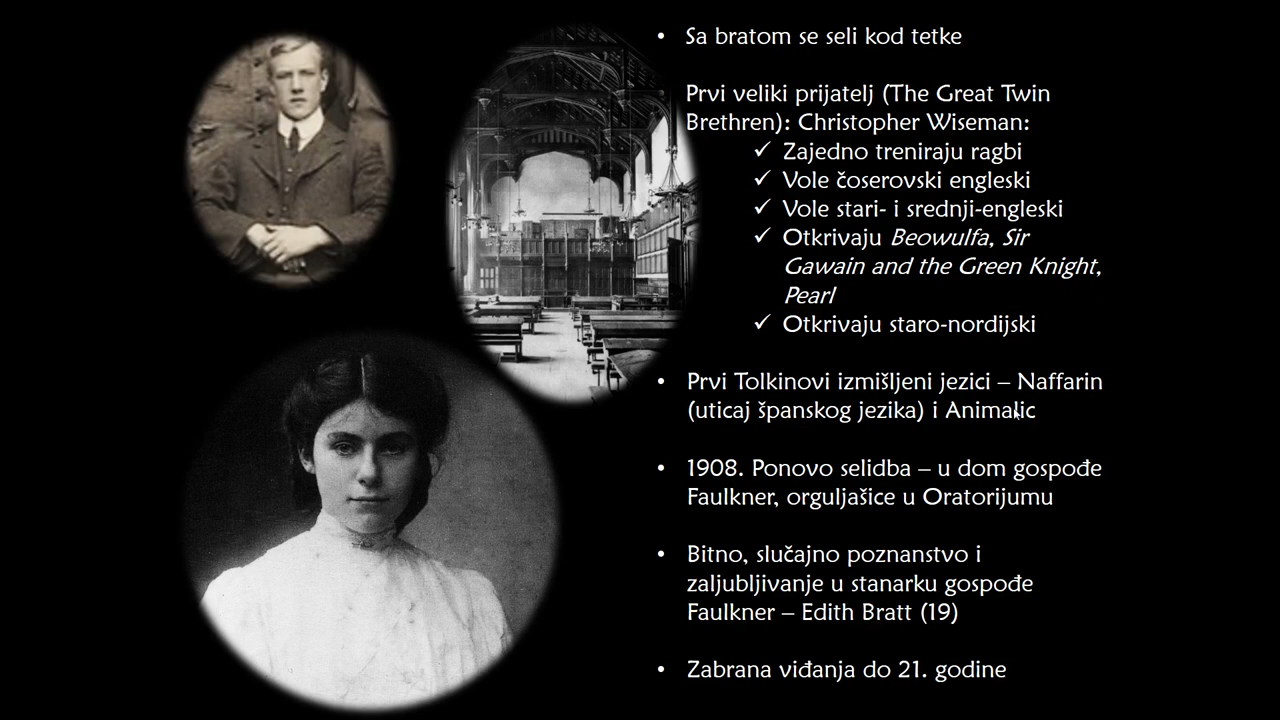 • Sa bratom se seli kod tetke
Prvi veliki prijatelj (The Great Twin
Brethren): Christopher Wiseman:
✓ Zajedno treniraju ragbi
✓ Vole čoserovski engleski
✓ Vole stari- i srednji-engleski
✓ Otkrivaju Beowulfa, Sir
Gawain and the Green Knight,
Pearl
✓ Otkrivaju staro-nordijski
• Prvi Tolkinovi izmišljeni jezici – Naffarin
(uticaj španskog jezika) i Animalic
• 1908. Ponovo selidba – u dom gospođe
Faulkner, orguljašice u Oratorijumu
• Bitno, slučajno poznanstvo i
zaljubljivanje u stanarku gospođe
Faulkner – Edith Bratt (19)
• Zabrana viđanja do 21. godine